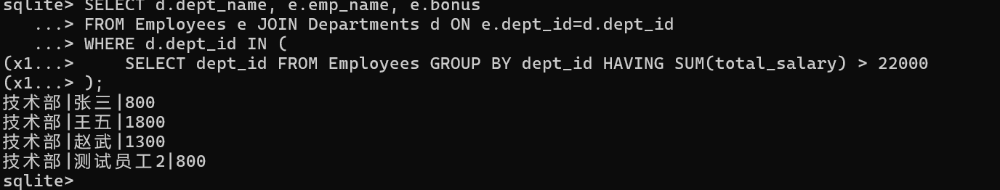 sqlite> SELECT d.dept_name, e.emp_name, e.bonus
   ...> FROM Employees e JOIN Departments d ON e.dept_id=d.dept_id
   ...> WHERE d.dept_id IN (
(x1...>     SELECT dept_id FROM Employees GROUP BY dept_id HAVING SUM(total_salary) > 22000
(x1...> );
技术部|张三|800
技术部|王五|1800
技术部|赵武|1300
技术部|测试员工2|800
sqlite>